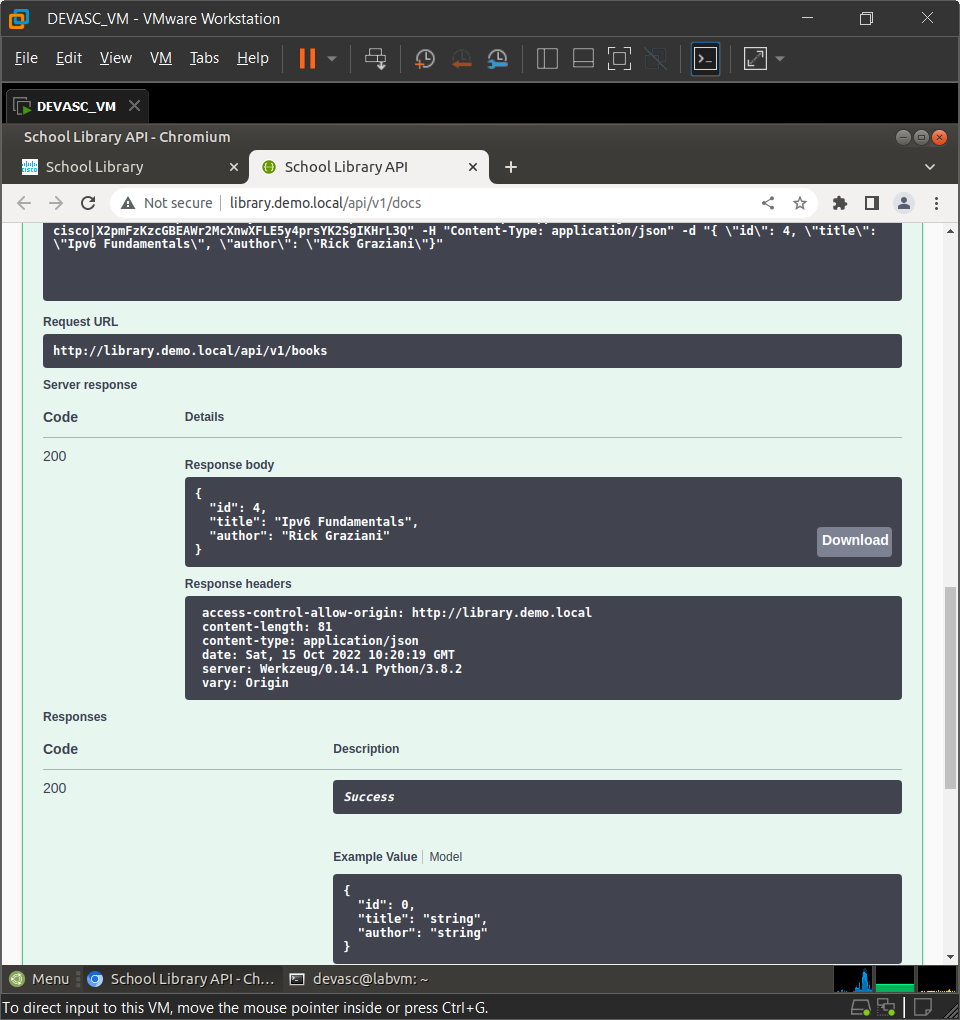 DEVASC_VM - VMware Workstation
File Edit View VM Tabs Help
DEVASC_VM
School Library API - Chromium
School Library
School Library API
Not secure library.demo.local/api/v1/docs
cisco|X2pmFzKzcGBEAWr2McXnwXFLE5y4prsYK2SgIKHrL3Q" -H "Content-Type: application/json" -d "{ \"id\": 4, \"title\":
\"Ipv6 Fundamentals\", \"author\": \"Rick Graziani\"}"
Request URL
http://library.demo.local/api/v1/books
Server response
Code Details
200
Response body
{
"id": 4,
"title": "Ipv6 Fundamentals",
"author": "Rick Graziani"
}
Download
Response headers
access-control-allow-origin: http://library.demo.local
content-length: 81
content-type: application/json
date: Sat, 15 Oct 2022 10:20:19 GMT
server: Werkzeug/0.14.1 Python/3.8.2
vary: Origin
Responses
Code Description
200
Success
Example Value Model
{
"id": 0,
"title": "string",
"author": "string"
}
Menu School Library API - Ch... devasc@labvm: ~
To direct input to this VM, move the mouse pointer inside or press Ctrl+G.